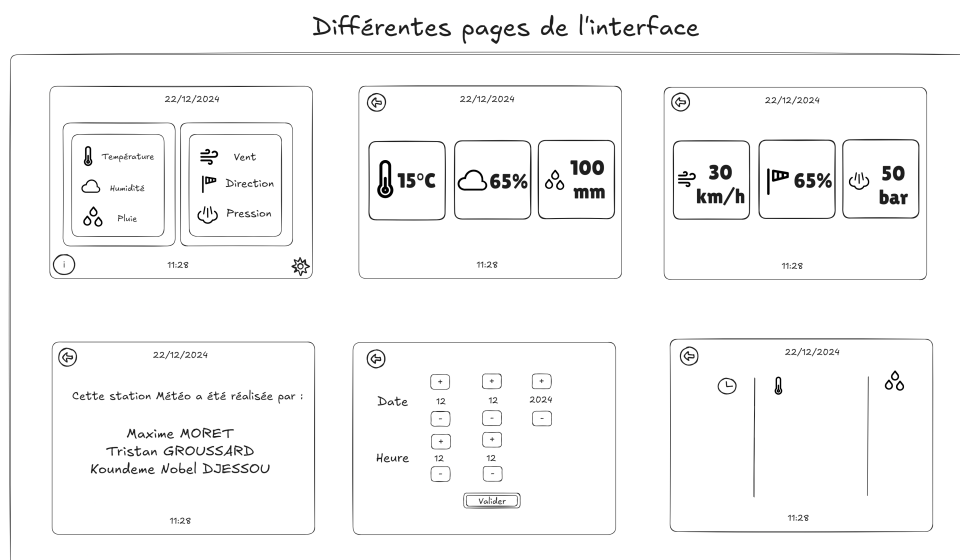 Différentes pages de l'interface
22/12/2024
Température
Humidité
Pluie
Vent
Direction
Pression
i
11:28
22/12/2024
15°C
65%
100
mm
11:28
22/12/2024
30
km/h
65%
50
bar
11:28
22/12/2024
Cette station Météo a été réalisée par :
Maxime MORET
Tristan GROUSSARD
Koundeme Nobel DJESSOU
11:28
+ + +
Date 12 12 2024
- - -
+ +
Heure 12 12
- -
Valider
22/12/2024
11:28